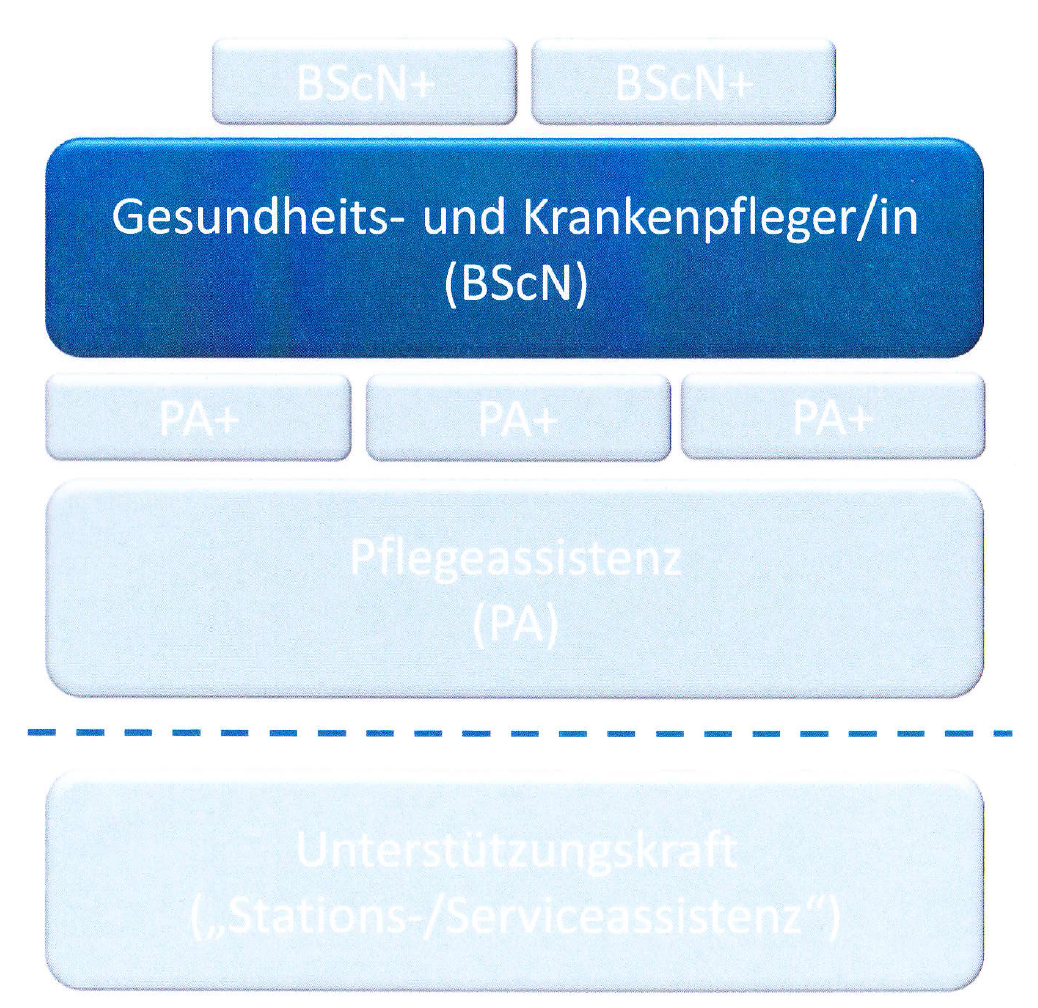 BScN+ BScN+
Gesundheits- und Krankenpfleger/in
(BScN)
PA+ PA+ PA+
Pflegeassistenz
(PA)
Unterstützungskraft
(„Stations-/Serviceassistenz“)